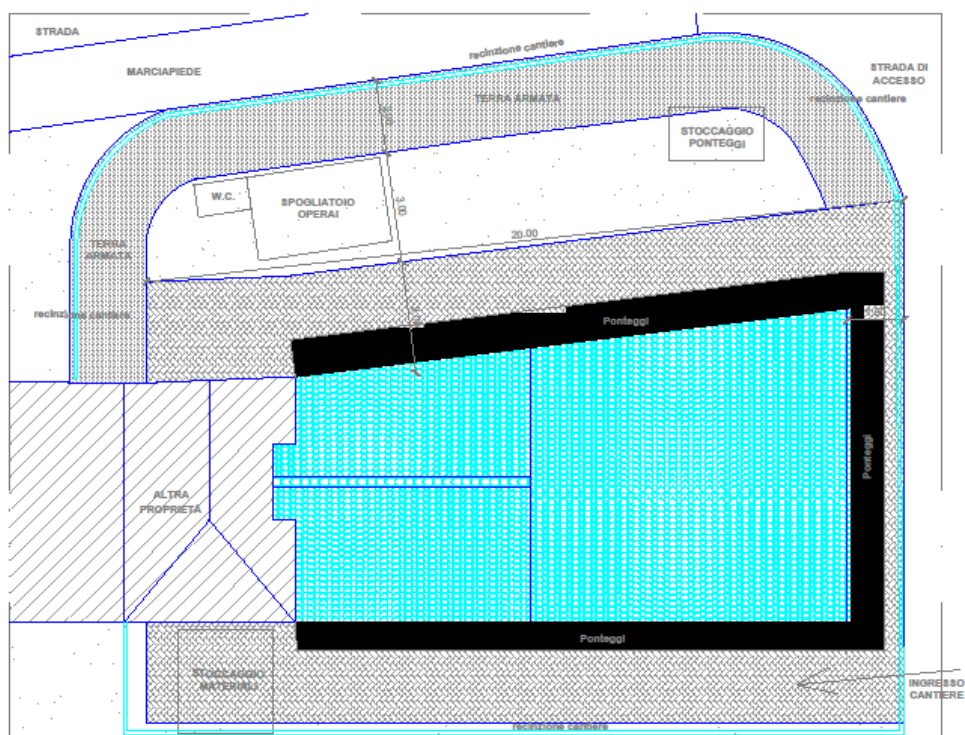 STRADA
MARCIAPIEDE
recinzione cantiere
STRADA DI
ACCESSO
recinzione cantiere
TERRA ARMATA
STOCCAGGIO
PONTEGGI
W.C.
SPOGLIATOIO
OPERAI
3.00
20.00
TERRA
ARMATA
recinzione cantiere
Ponteggi
Ponteggi
ALTRA
PROPRIETÀ
Ponteggi
STOCCAGGIO
MATERIALI
INGRESSO
CANTIERE
recinzione cantiere